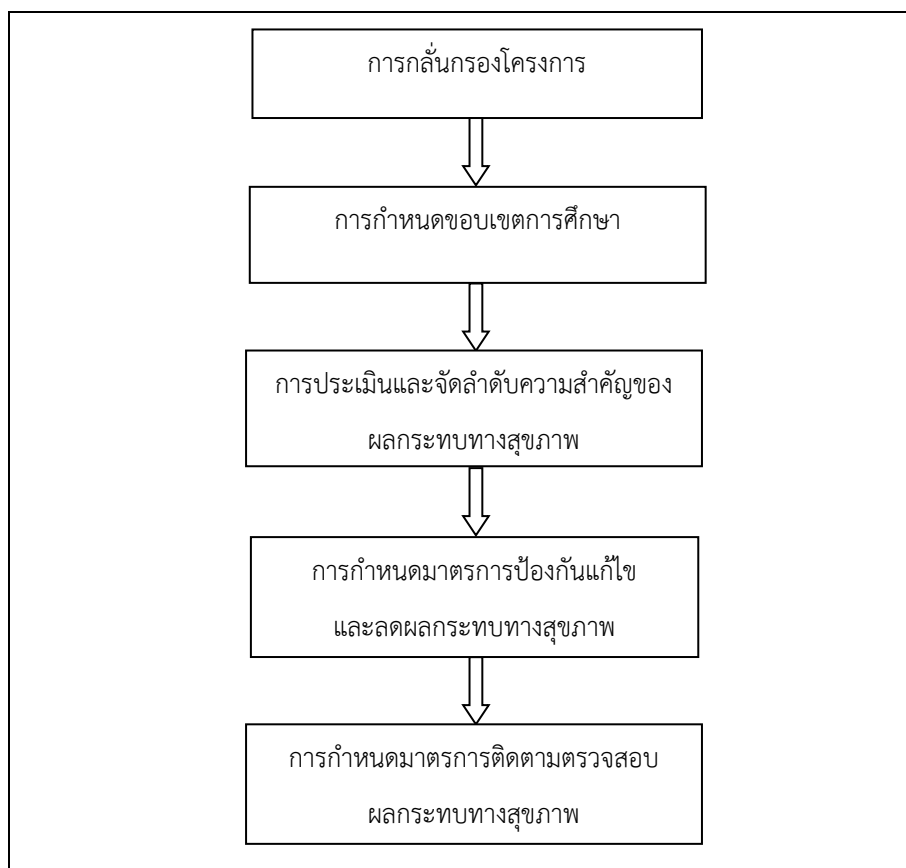 การกลั่นกรองโครงการ
การกำหนดขอบเขตการศึกษา
การประเมินและจัดลำดับความสำคัญของ
ผลกระทบทางสุขภาพ
การกำหนดมาตรการป้องกันแก้ไข
และลดผลกระทบทางสุขภาพ
การกำหนดมาตรการติดตามตรวจสอบ
ผลกระทบทางสุขภาพ